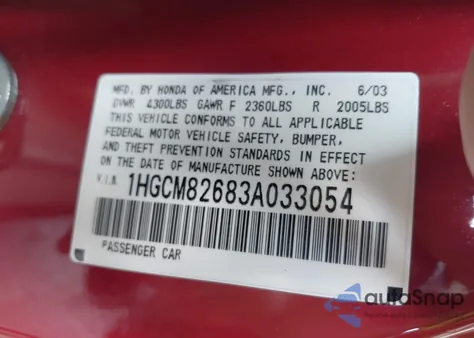 MFD. BY HONDA OF AMERICA MFG., INC. 6/03
GVWR 4300LBS GAWR F 2360LBS R 2005LBS
THIS VEHICLE CONFORMS TO ALL APPLICABLE
FEDERAL MOTOR VEHICLE SAFETY, BUMPER,
AND THEFT PREVENTION STANDARDS IN EFFECT
ON THE DATE OF MANUFACTURE SHOWN ABOVE:
V.I.N. 1HGCM82683A033054
PASSENGER CAR
autoSnap